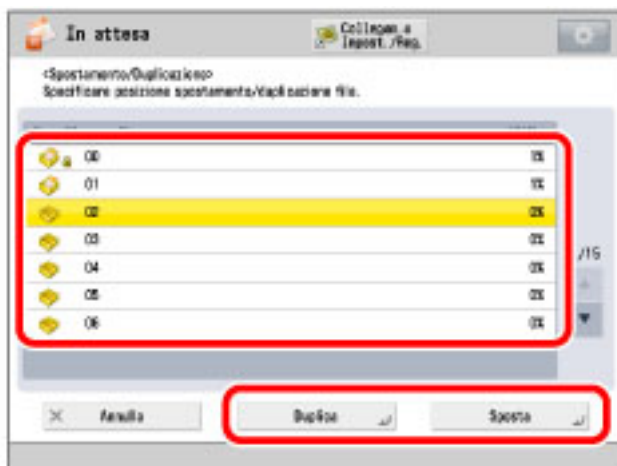 In attesa
Collegam. a
Impost./Reg.
<Spostamento/Duplicazione>
Specificare posizione spostamento/duplicazione file.
00 1%
01 1%
02 0%
03 0%
04 0%
/15
05 0%
06 0%
Annulla Duplica Sposta